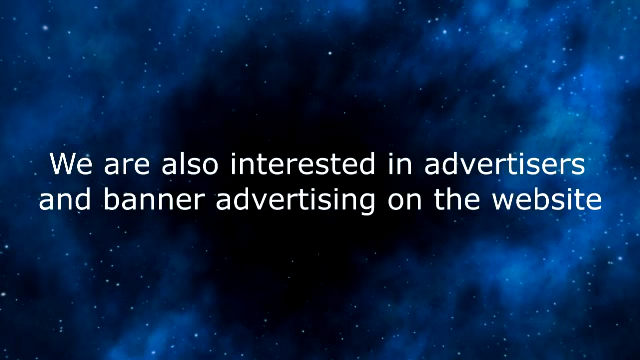 We are also interested in advertisers
and banner advertising on the website